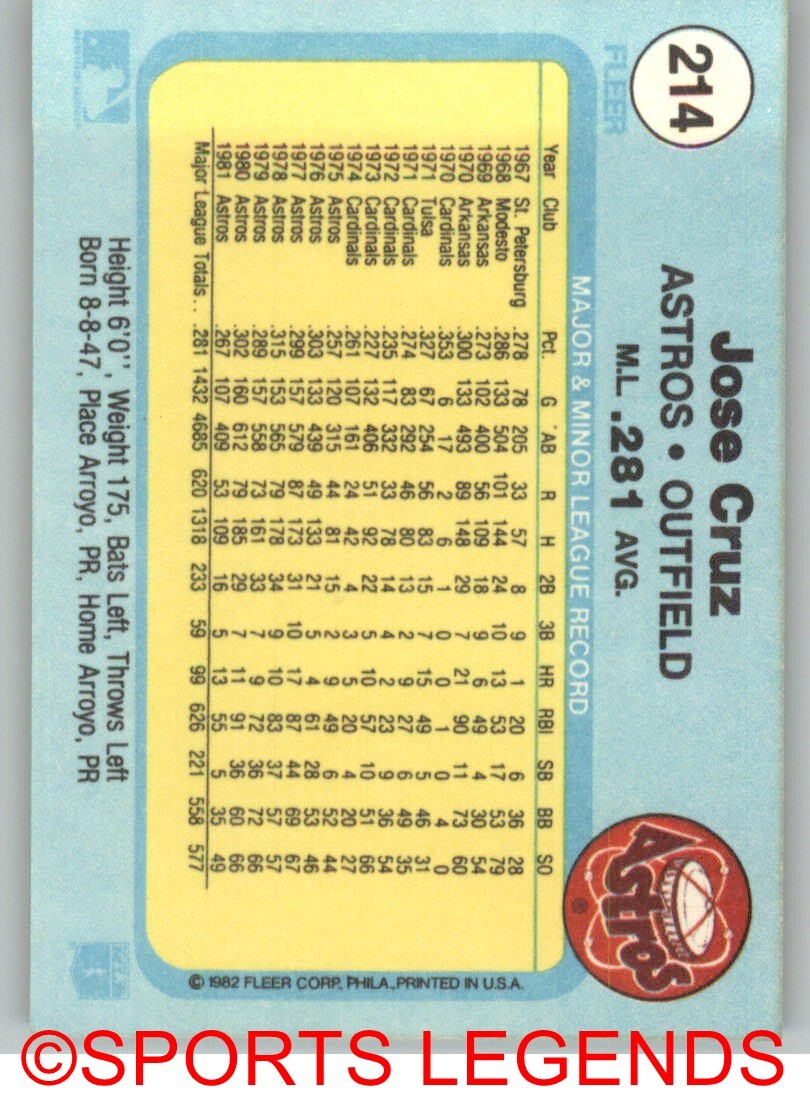 214
FLEER
Jose Cruz
ASTROS • OUTFIELD
M.L .281 AVG.
Astros
MAJOR & MINOR LEAGUE RECORD
Year Club Pct. G AB R H 2B 3B HR RBI SB BB SO
1967 St. Petersburg .278 78 205 33 57 8 9 1 20 6 36 28
1968 Modesto .286 133 504 101 144 24 10 13 53 17 53 79
1969 Arkansas .273 102 400 56 109 18 9 6 49 4 30 54
1970 Arkansas .300 133 493 89 148 29 7 21 90 11 73 60
1970 Cardinals .353 6 17 2 6 1 0 0 1 0 4 0
1971 Tulsa .327 67 254 56 83 15 7 15 49 5 46 31
1971 Cardinals .274 83 292 46 80 13 2 9 27 6 49 35
1972 Cardinals .235 117 332 33 78 14 4 2 23 9 36 54
1973 Cardinals .227 132 406 51 92 22 5 10 57 10 51 66
1974 Cardinals .261 107 161 24 42 4 3 5 20 4 20 27
1975 Astros .257 120 315 44 81 15 2 9 49 6 52 44
1976 Astros .303 133 439 49 133 21 5 4 61 28 53 46
1977 Astros .299 157 579 87 173 31 10 17 87 44 69 67
1978 Astros .315 153 565 79 178 34 9 10 83 37 57 57
1979 Astros .289 157 558 73 161 33 7 9 72 36 72 66
1980 Astros .302 160 612 79 185 29 7 11 91 36 60 66
1981 Astros .267 107 409 53 109 16 5 13 55 5 35 49
Major League Totals... .281 1432 4685 620 1318 233 59 99 626 221 558 577
© 1982 FLEER CORP. PHILA., PRINTED IN U.S.A.
Height 6'0", Weight 175, Bats Left, Throws Left
Born 8-8-47, Place Arroyo, PR, Home Arroyo, PR
©SPORTS LEGENDS